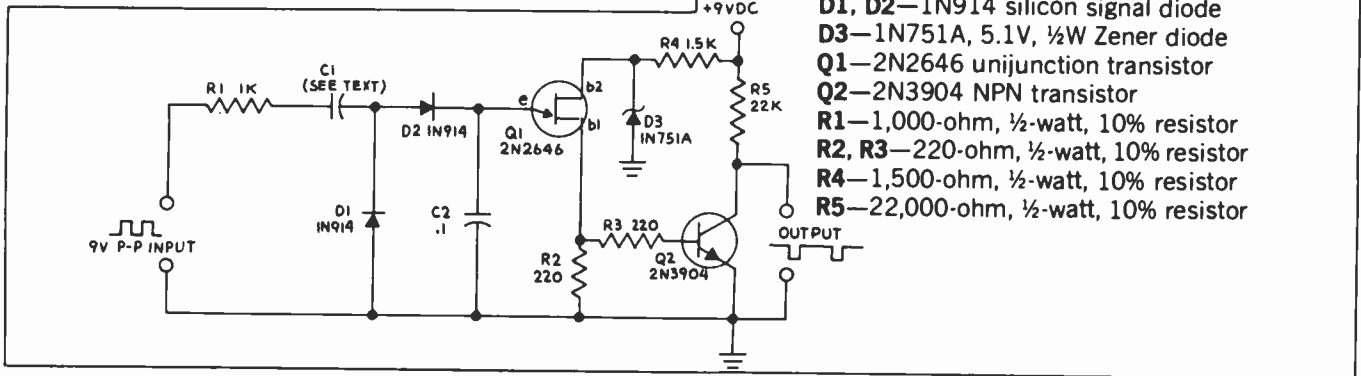 +9VDC
R4 1.5K
R1 1K
C1
(SEE TEXT)
e
b2
b1
D2 1N914
Q1
2N2646
D3
1N751A
R5
22K
9V P-P INPUT
D1
1N914
C2
.1
R2
220
R3 220
Q2
2N3904
OUTPUT
D1, D2—1N914 silicon signal diode
D3—1N751A, 5.1V, ½W Zener diode
Q1—2N2646 unijunction transistor
Q2—2N3904 NPN transistor
R1—1,000-ohm, ½-watt, 10% resistor
R2, R3—220-ohm, ½-watt, 10% resistor
R4—1,500-ohm, ½-watt, 10% resistor
R5—22,000-ohm, ½-watt, 10% resistor